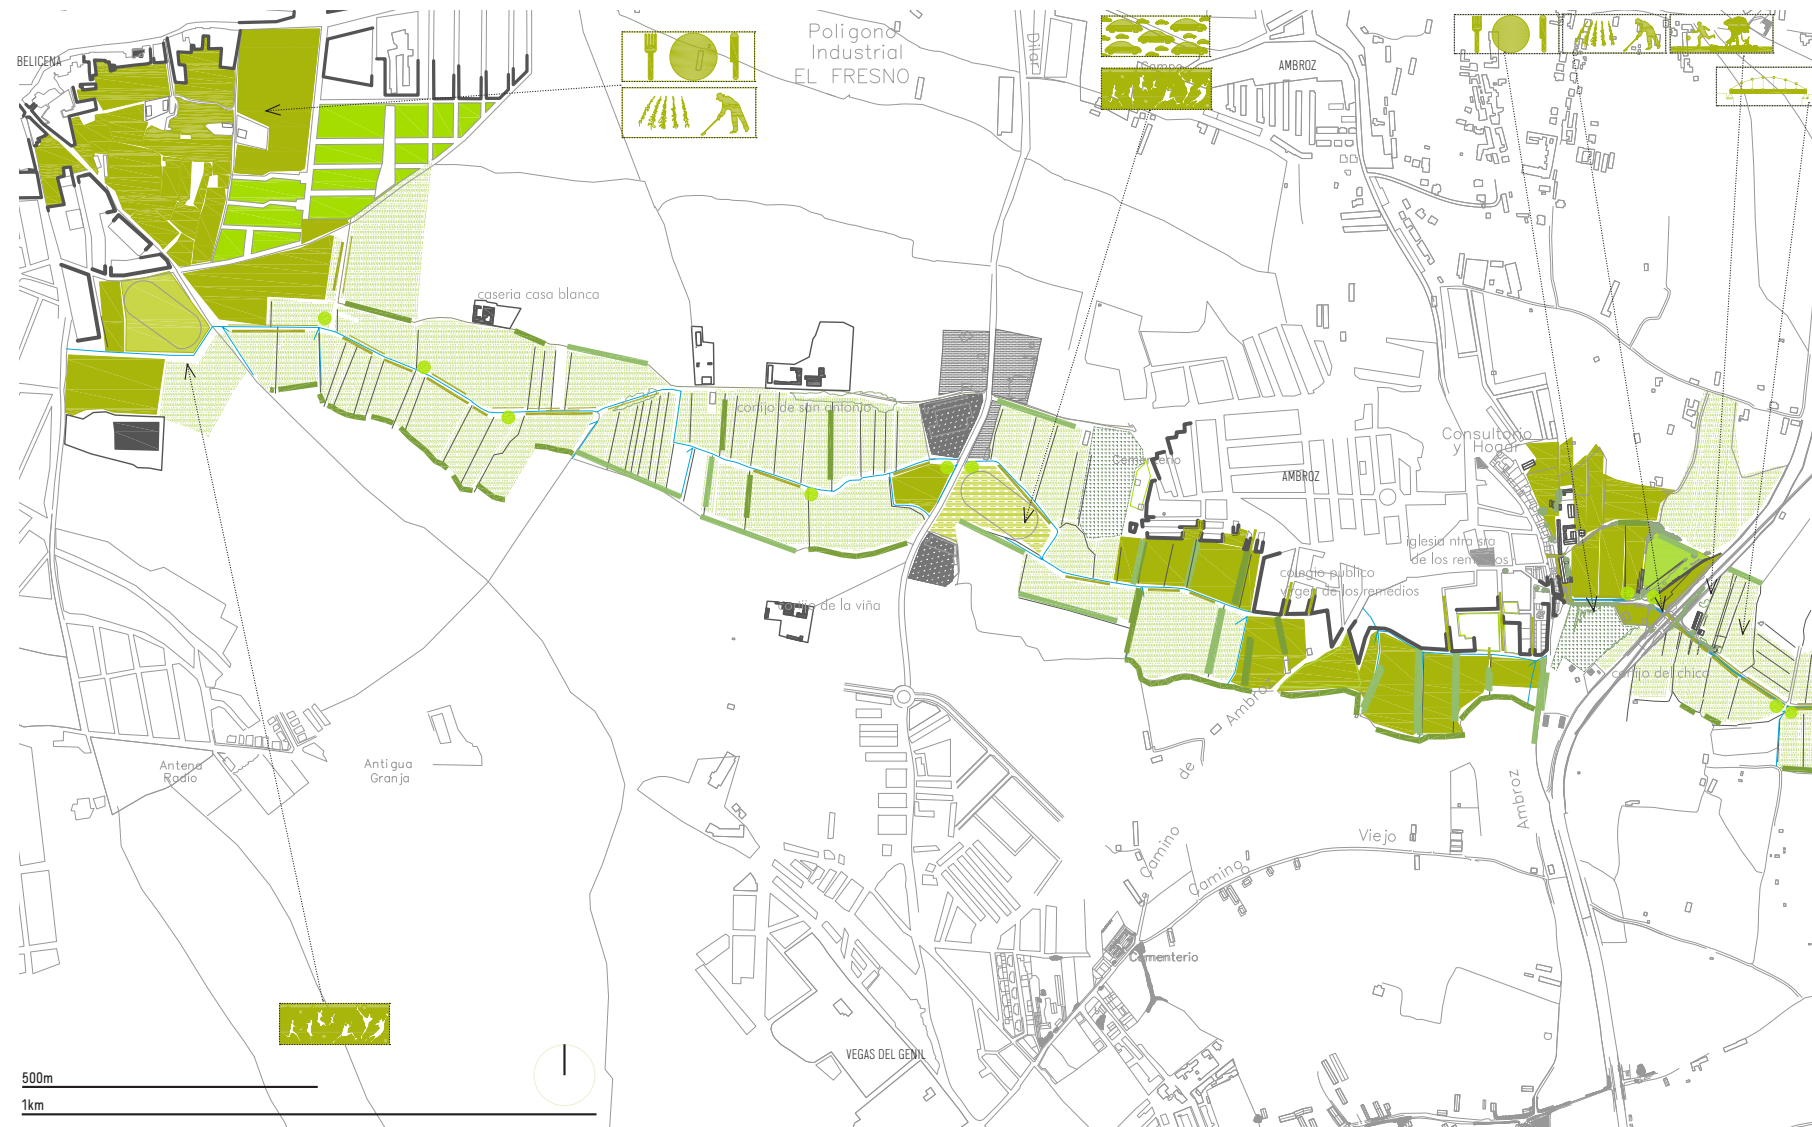 BELICENA
Poligono
Industrial
EL FRESNO
Dilar
AMBROZ
caseria casa blanca
cortijo de san antonio
Cementerio
AMBROZ
Consultorio
y Hogar
iglesia ntra sra
de los remedios
colegio publico
virgen de los remedios
cortijo de la viña
cortijo del chico
de Ambroz
Antena
Radio
Antigua
Granja
Ambroz
Camino
Camino
Viejo
Cementerio
VEGAS DEL GENIL
500m
1km